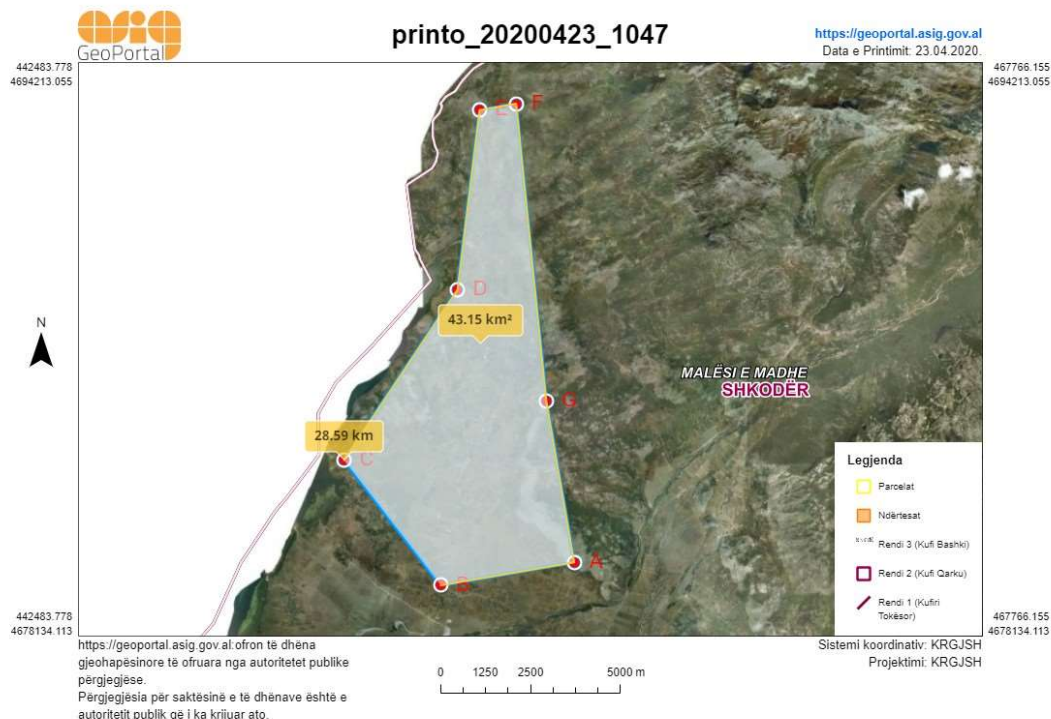 asig
GeoPortal
printo_20200423_1047
https://geoportal.asig.gov.al
Data e Printimit: 23.04.2020.
442483.778
4694213.055
467766.155
4694213.055
E
F
D
43.15 km²
N
MALËSI E MADHE
SHKODËR
G
28.59 km
C
A
B
Legjenda
Parcelat
Ndërtesat
Rendi 3 (Kufi Bashki)
Rendi 2 (Kufi Qarku)
Rendi 1 (Kufiri
Tokësor)
442483.778
4678134.113
467766.155
4678134.113
https://geoportal.asig.gov.al:ofron të dhëna
gjeohapësinore të ofruara nga autoritetet publike
përgjegjëse.
Përgjegjësia për saktësinë e të dhënave është e
autoritetit publik që i ka krijuar ato.
0 1250 2500 5000 m
Sistemi koordinativ: KRGJSH
Projektimi: KRGJSH